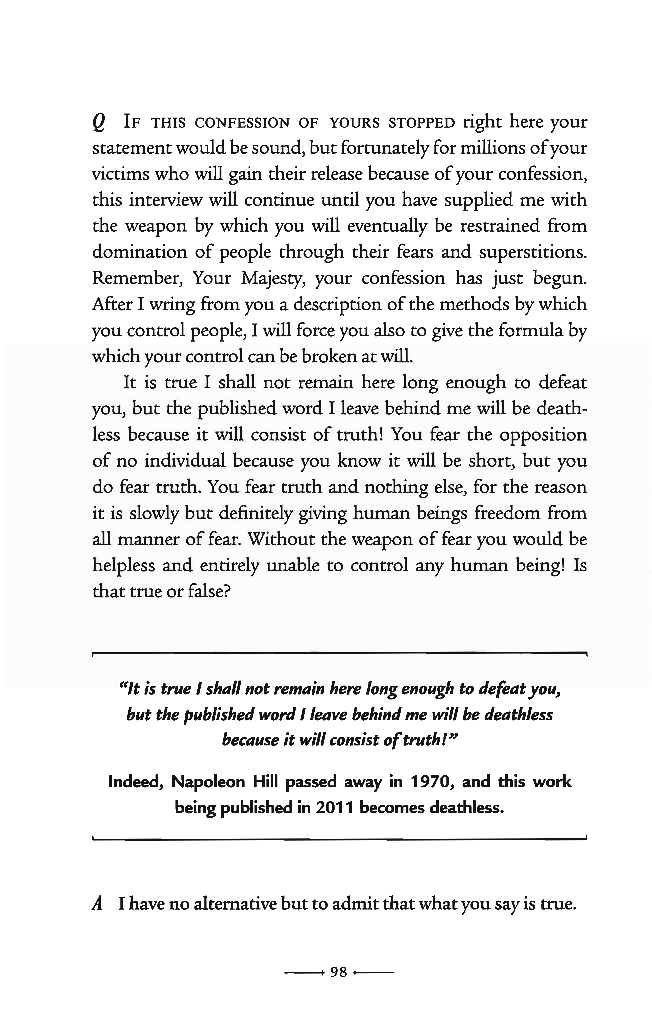 Q IF THIS CONFESSION OF YOURS STOPPED right here your
statement would be sound, but fortunately for millions of your
victims who will gain their release because of your confession,
this interview will continue until you have supplied me with
the weapon by which you will eventually be restrained from
domination of people through their fears and superstitions.
Remember, Your Majesty, your confession has just begun.
After I wring from you a description of the methods by which
you control people, I will force you also to give the formula by
which your control can be broken at will.
It is true I shall not remain here long enough to defeat
you, but the published word I leave behind me will be death-
less because it will consist of truth! You fear the opposition
of no individual because you know it will be short, but you
do fear truth. You fear truth and nothing else, for the reason
it is slowly but definitely giving human beings freedom from
all manner of fear. Without the weapon of fear you would be
helpless and entirely unable to control any human being! Is
that true or false?
"It is true I shall not remain here long enough to defeat you,
but the published word I leave behind me will be deathless
because it will consist of truth!"
Indeed, Napoleon Hill passed away in 1970, and this work
being published in 2011 becomes deathless.
A I have no alternative but to admit that what you say is true.
98